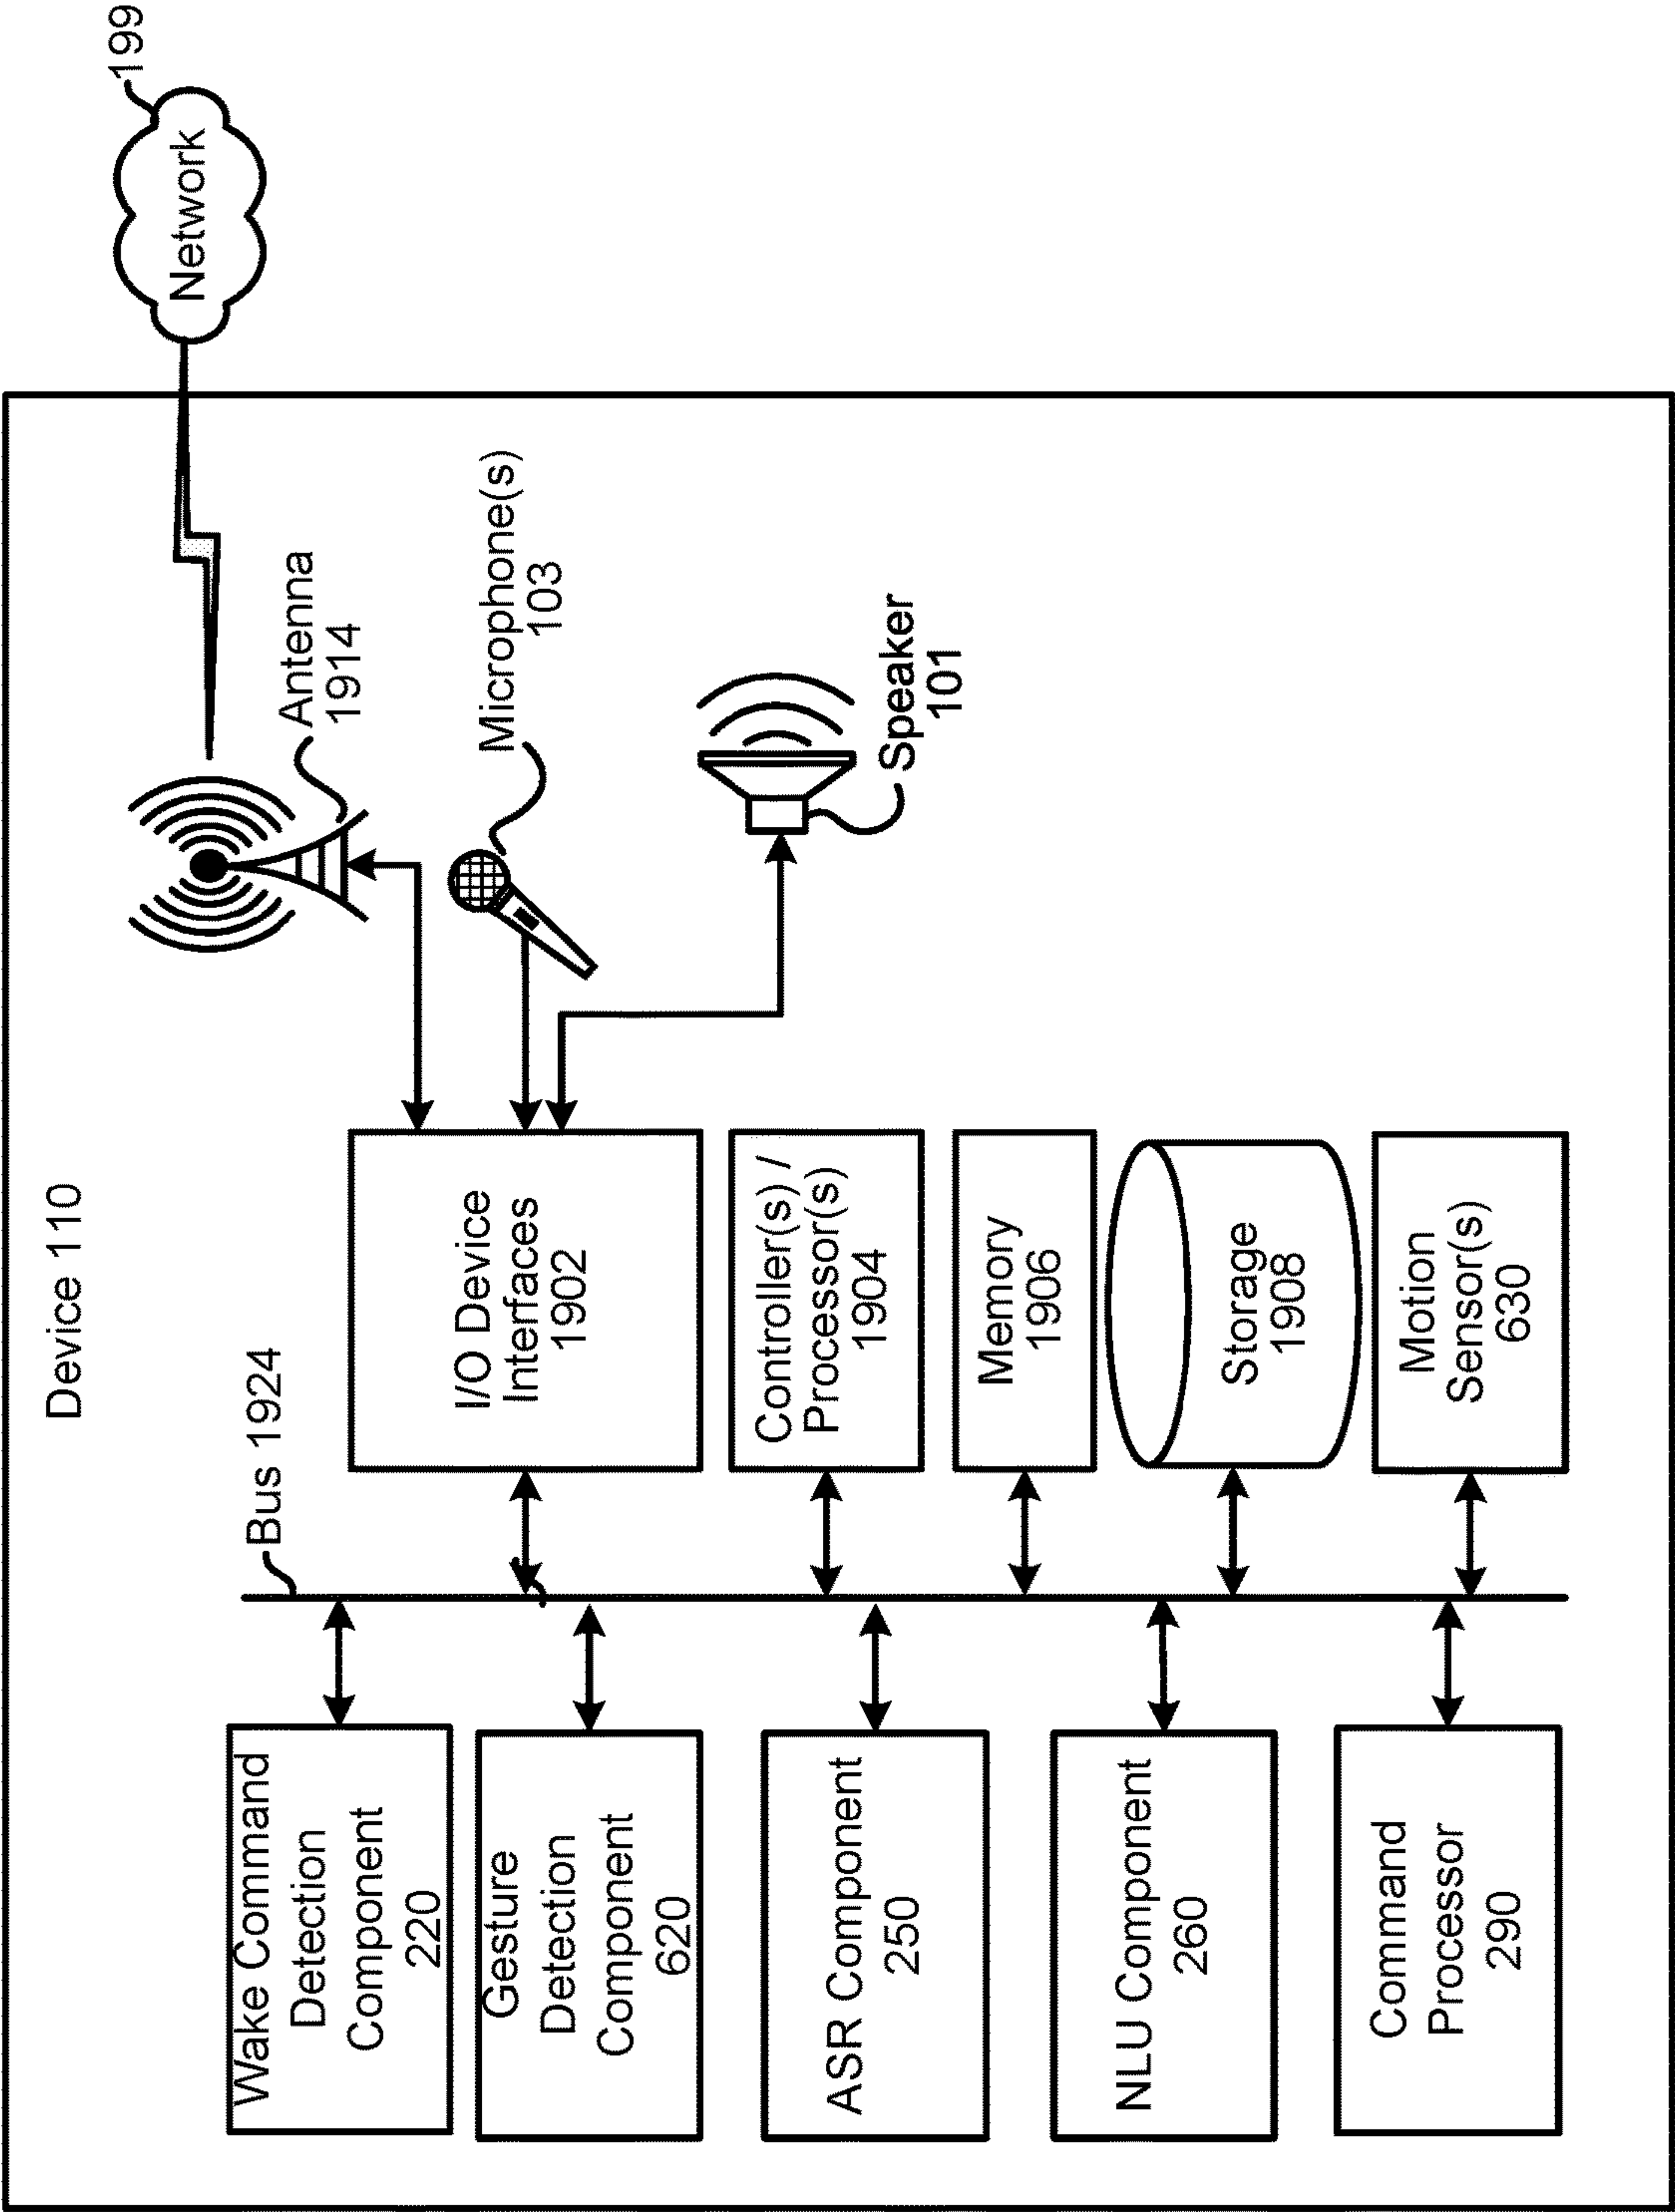 Device 110
Bus 1924
Wake Command
Detection
Component
220
Gesture
Detection
Component
620
ASR Component
250
NLU Component
260
Command
Processor
290
I/O Device
Interfaces
1902
Controller(s) /
Processor(s)
1904
Memory
1906
Storage
1908
Motion
Sensor(s)
630
Antenna
1914
Microphone(s)
103
Speaker
101
Network
199